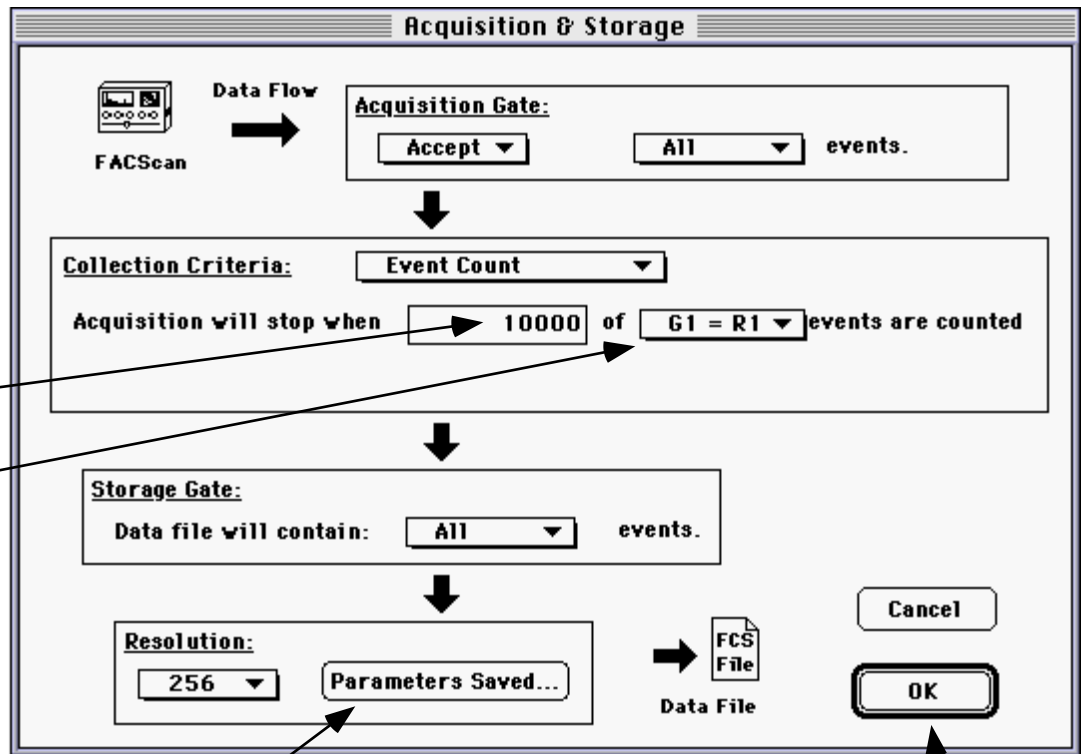 Acquisition & Storage
Data Flow
FACScan
Acquisition Gate:
Accept All events.
Collection Criteria: Event Count
Acquisition will stop when 10000 of G1 = R1 events are counted
Storage Gate:
Data file will contain: All events.
Resolution:
256 Parameters Saved...
FCS
File
Data File
Cancel
OK